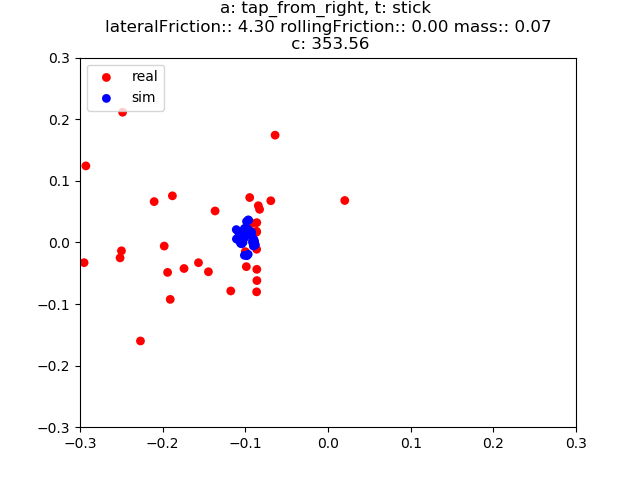 a: tap_from_right, t: stick
lateralFriction:: 4.30 rollingFriction:: 0.00 mass:: 0.07
c: 353.56
real
sim
0.3
0.2
0.1
0.0
−0.1
−0.2
−0.3
−0.3 −0.2 −0.1 0.0 0.1 0.2 0.3